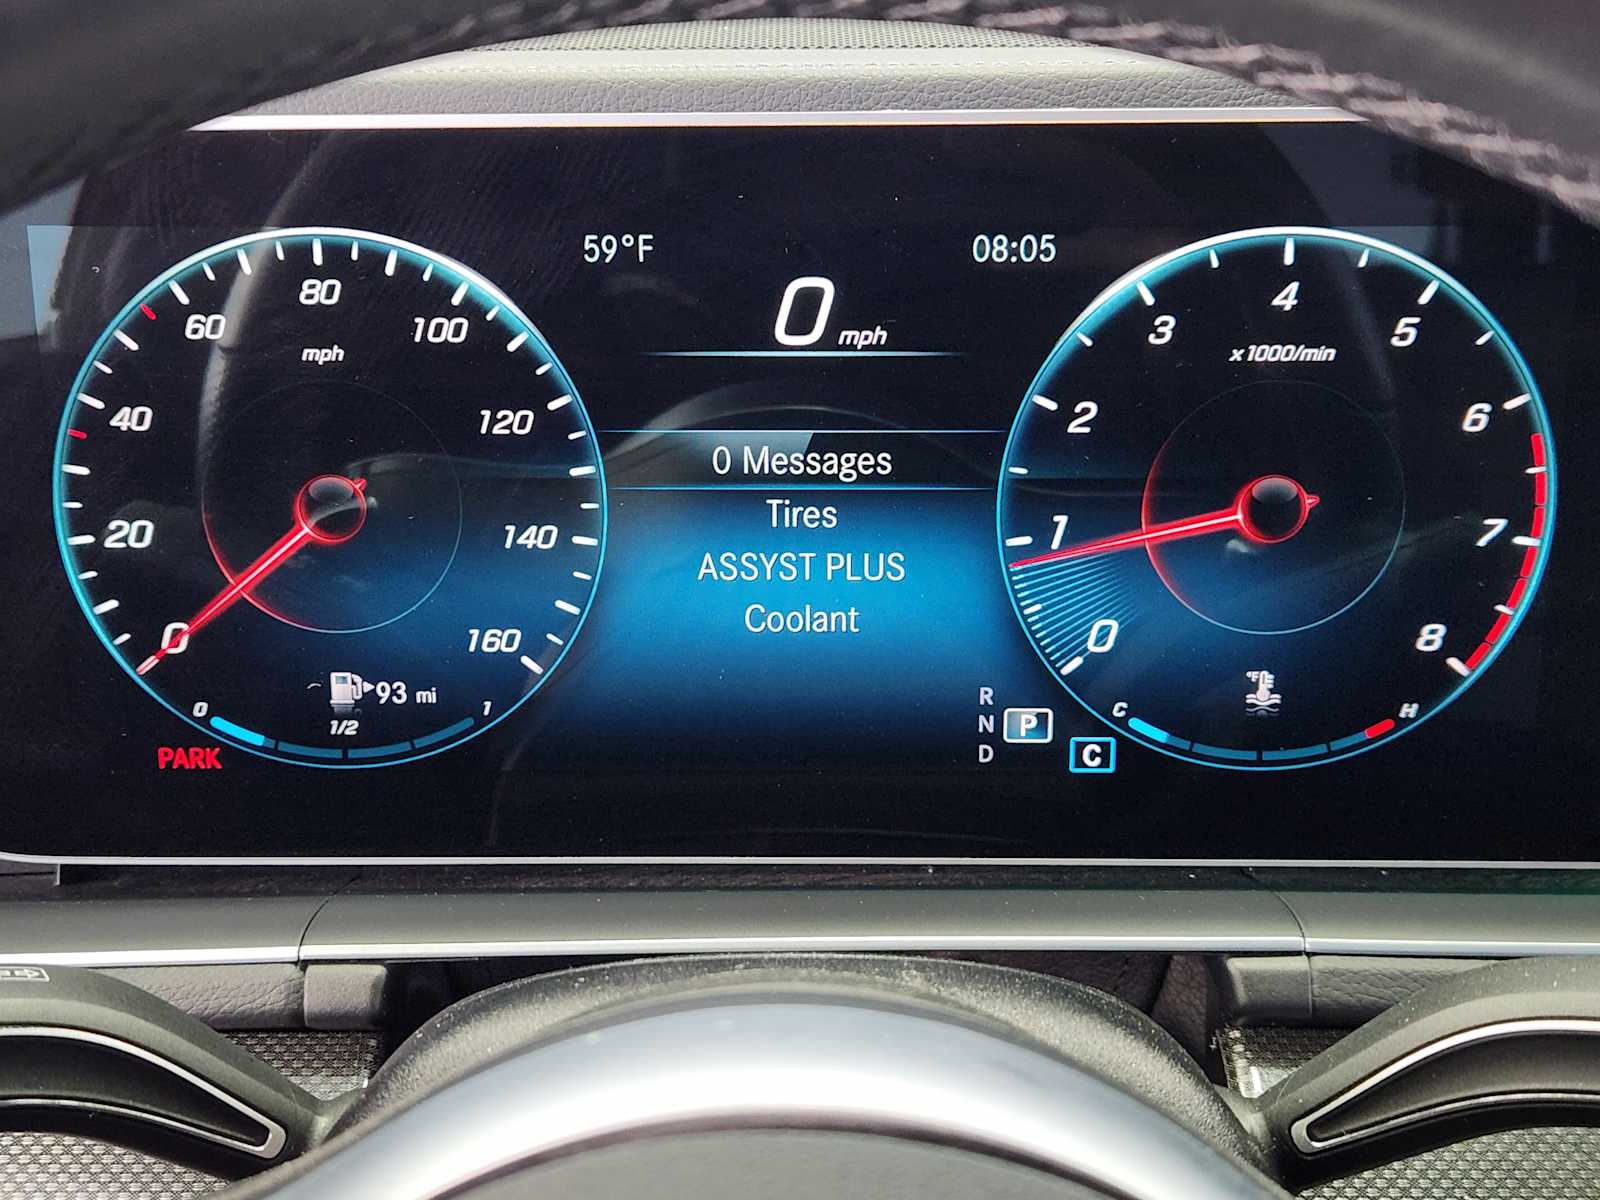 59°F
08:05
0 mph
0 Messages
Tires
ASSYST PLUS
Coolant
0
20
40
60
80
100
120
140
160
mph
93 mi
0
1/2
1
PARK
R
N
D
P
C
0
1
2
3
4
5
6
7
8
x1000/min
°F
C
H